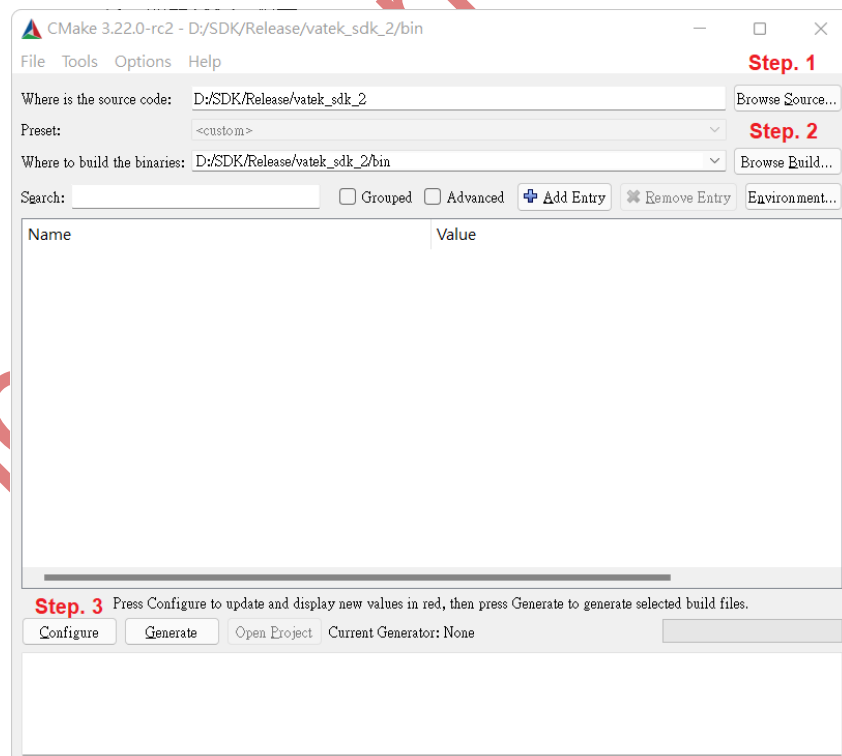 CMake 3.22.0-rc2 - D:/SDK/Release/vatek_sdk_2/bin
File Tools Options Help
Step. 1
Where is the source code: D:/SDK/Release/vatek_sdk_2 Browse Source...
Preset: <custom> Step. 2
Where to build the binaries: D:/SDK/Release/vatek_sdk_2/bin Browse Build...
Search: Grouped Advanced Add Entry Remove Entry Environment...
Name Value
Step. 3 Press Configure to update and display new values in red, then press Generate to generate selected build files.
Configure Generate Open Project Current Generator: None